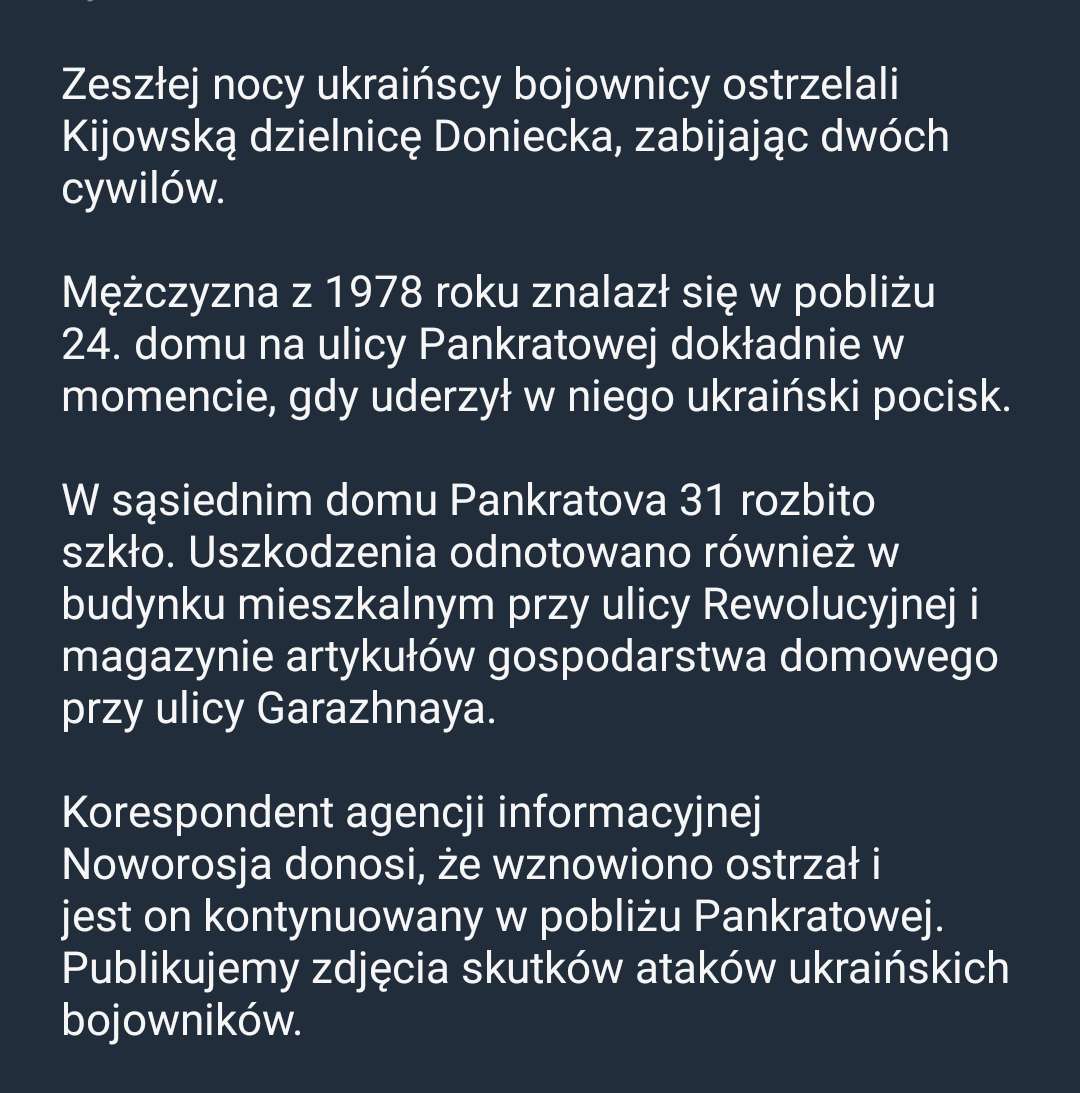 Zeszłej nocy ukraińscy bojownicy ostrzelali
Kijowską dzielnicę Doniecka, zabijając dwóch
cywilów.
Mężczyzna z 1978 roku znalazł się w pobliżu
24. domu na ulicy Pankratowej dokładnie w
momencie, gdy uderzył w niego ukraiński pocisk.
W sąsiednim domu Pankratova 31 rozbito
szkło. Uszkodzenia odnotowano również w
budynku mieszkalnym przy ulicy Rewolucyjnej i
magazynie artykułów gospodarstwa domowego
przy ulicy Garazhnaya.
Korespondent agencji informacyjnej
Noworosja donosi, że wznowiono ostrzał i
jest on kontynuowany w pobliżu Pankratowej.
Publikujemy zdjęcia skutków ataków ukraińskich
bojowników.